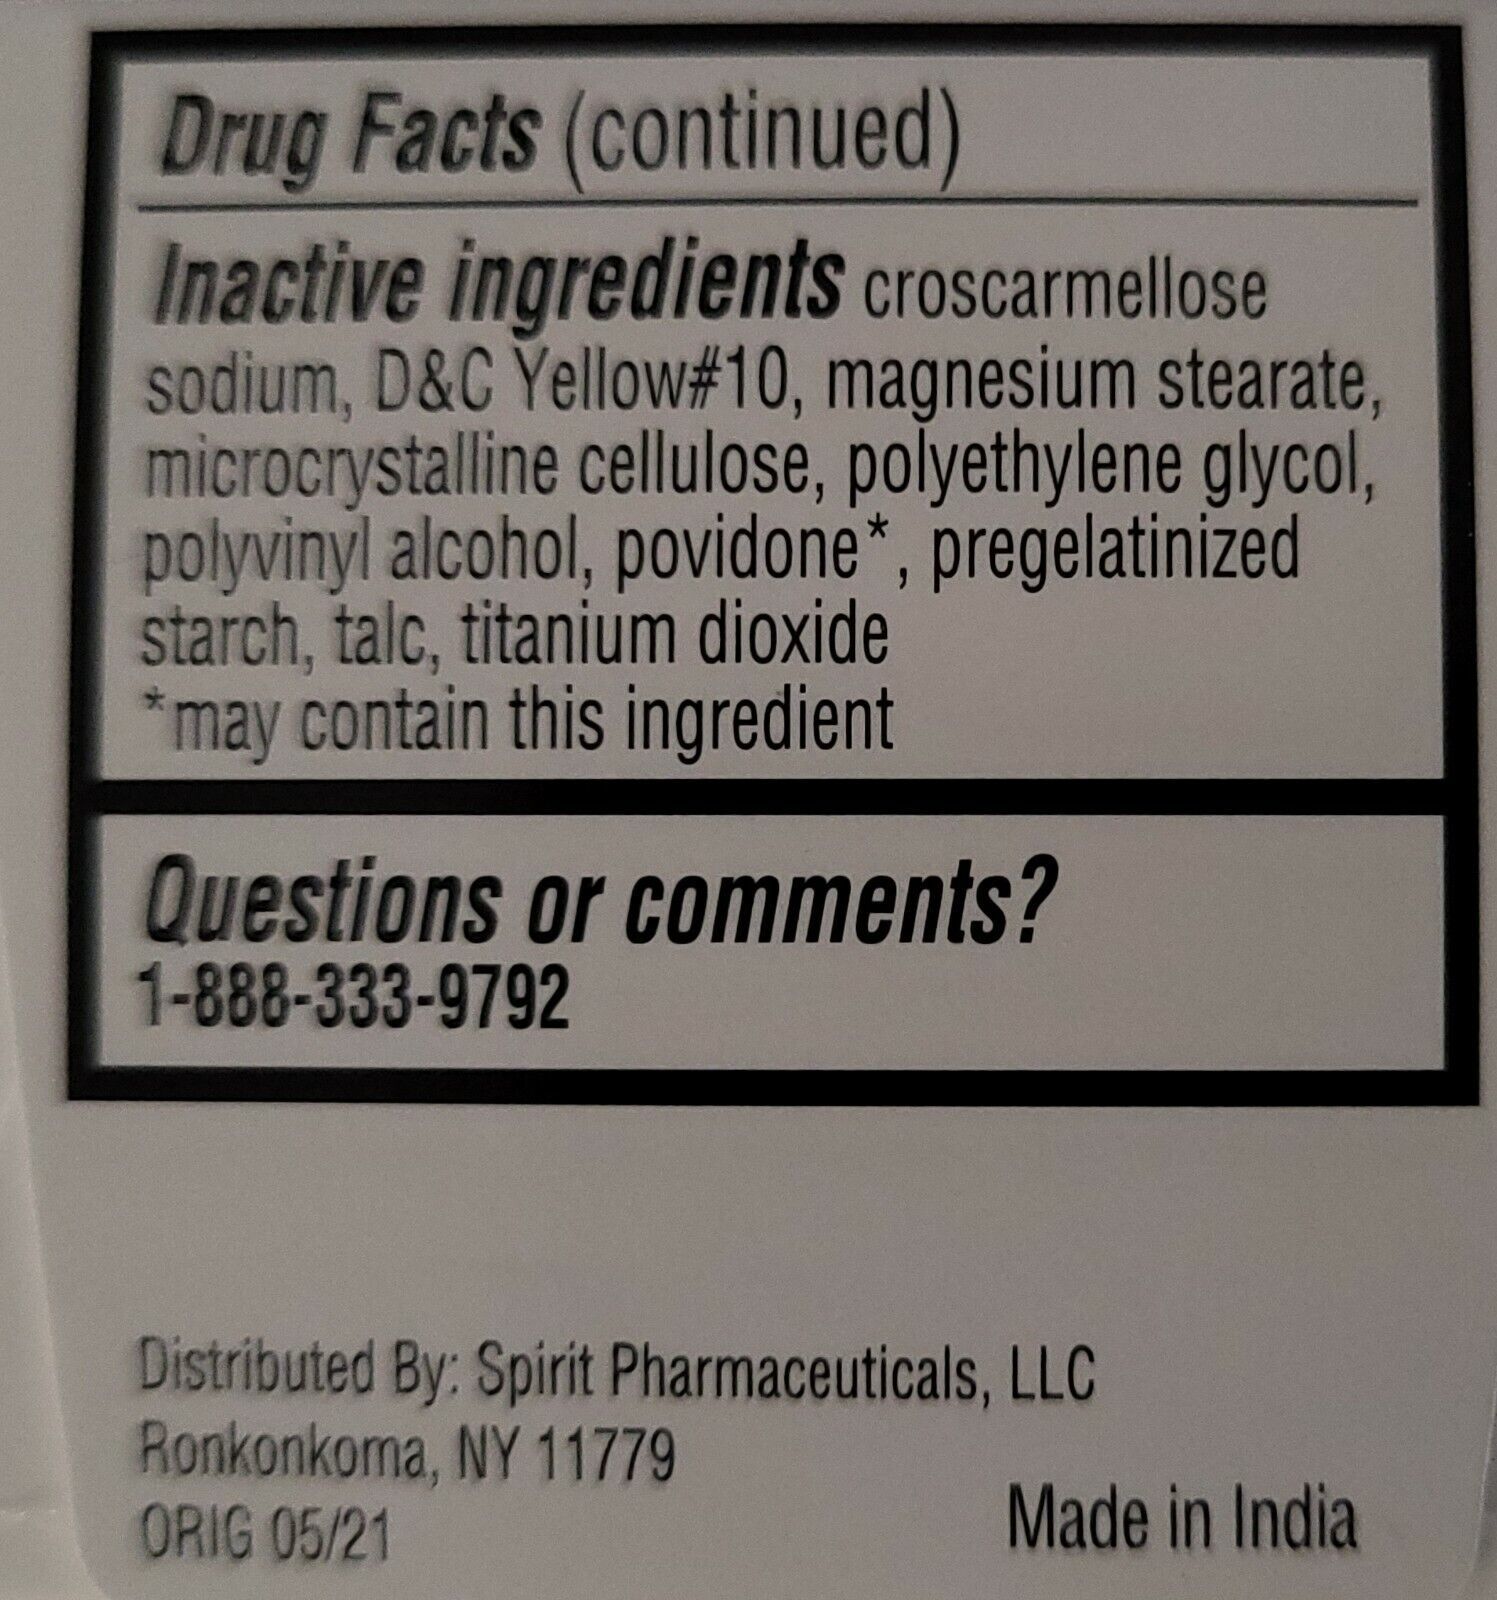 Drug Facts (continued)
Inactive ingredients croscarmellose
sodium, D&C Yellow#10, magnesium stearate,
microcrystalline cellulose, polyethylene glycol,
polyvinyl alcohol, povidone*, pregelatinized
starch, talc, titanium dioxide
*may contain this ingredient
Questions or comments?
1-888-333-9792
Distributed By: Spirit Pharmaceuticals, LLC
Ronkonkoma, NY 11779
ORIG 05/21
Made in India